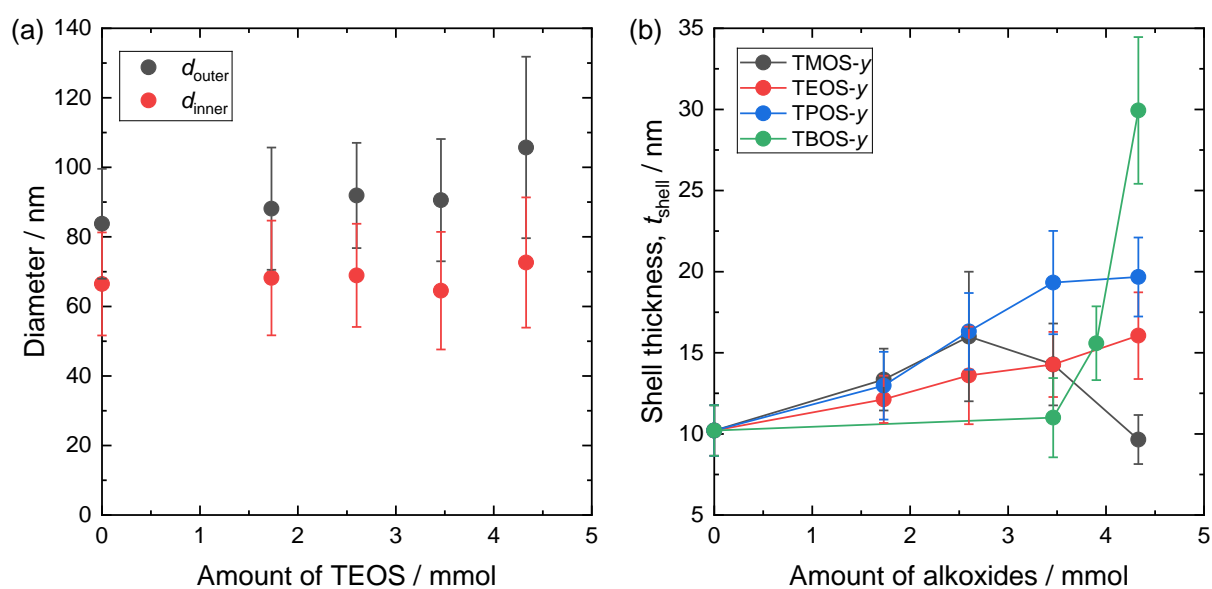 (a)
140
120
100
80
60
40
20
0
Diameter / nm
d_outer
d_inner
0 1 2 3 4 5
Amount of TEOS / mmol
(b)
35
30
25
20
15
10
5
Shell thickness, t_shell / nm
TMOS-y
TEOS-y
TPOS-y
TBOS-y
0 1 2 3 4 5
Amount of alkoxides / mmol